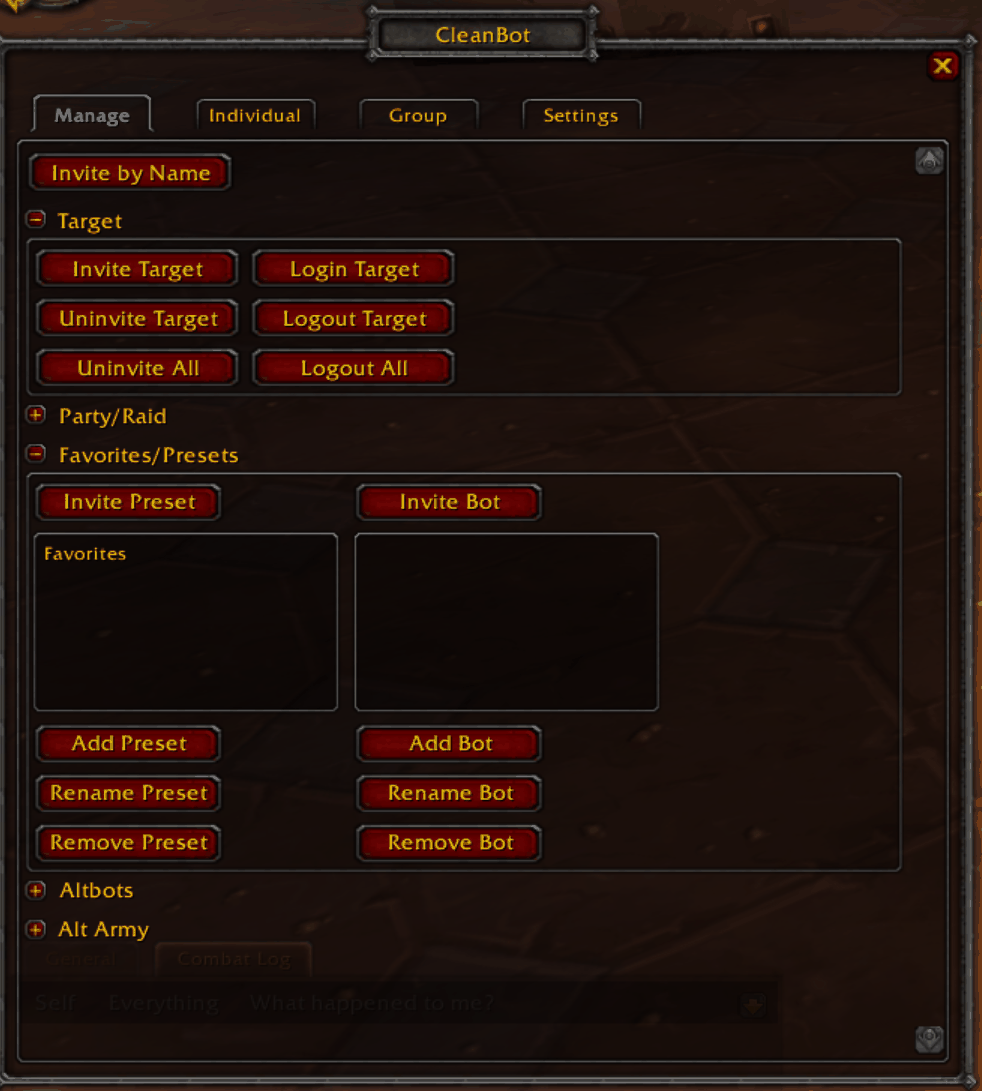 CleanBot
Manage Individual Group Settings
Invite by Name
Target
Invite Target Login Target
Uninvite Target Logout Target
Uninvite All Logout All
Party/Raid
Favorites/Presets
Invite Preset Invite Bot
Favorites
Add Preset Add Bot
Rename Preset Rename Bot
Remove Preset Remove Bot
Altbots
Alt Army
General Combat Log
Self Everything What happened to me?